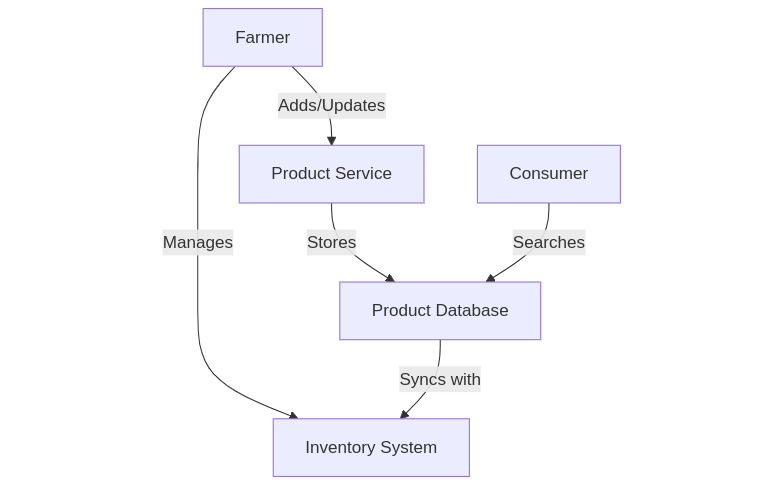 Farmer
Adds/Updates
Product Service
Consumer
Manages
Stores
Searches
Product Database
Syncs with
Inventory System